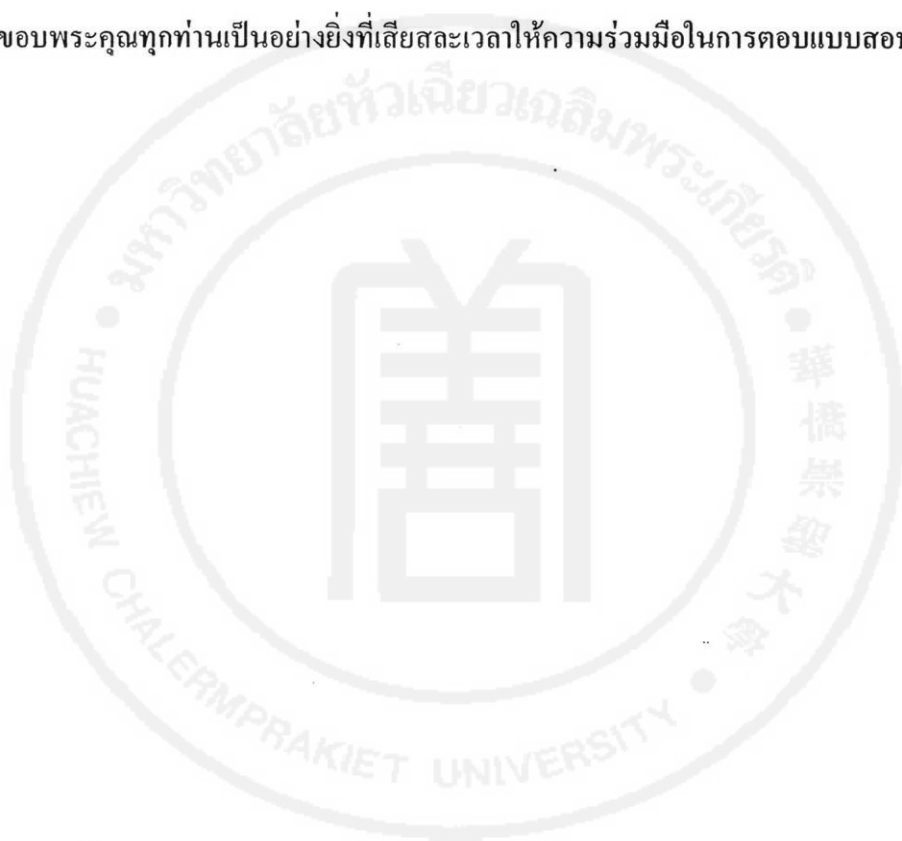 ขอบพระคุณทุกท่านเป็นอย่างยิ่งที่เสียสละเวลาให้ความร่วมมือในการตอบแบบสอบ
มหาวิทยาลัยหัวเฉียวเฉลิมพระเกียรติ
華僑崇聖大學
HUACHIEW CHALERMPRAKIET UNIVERSITY